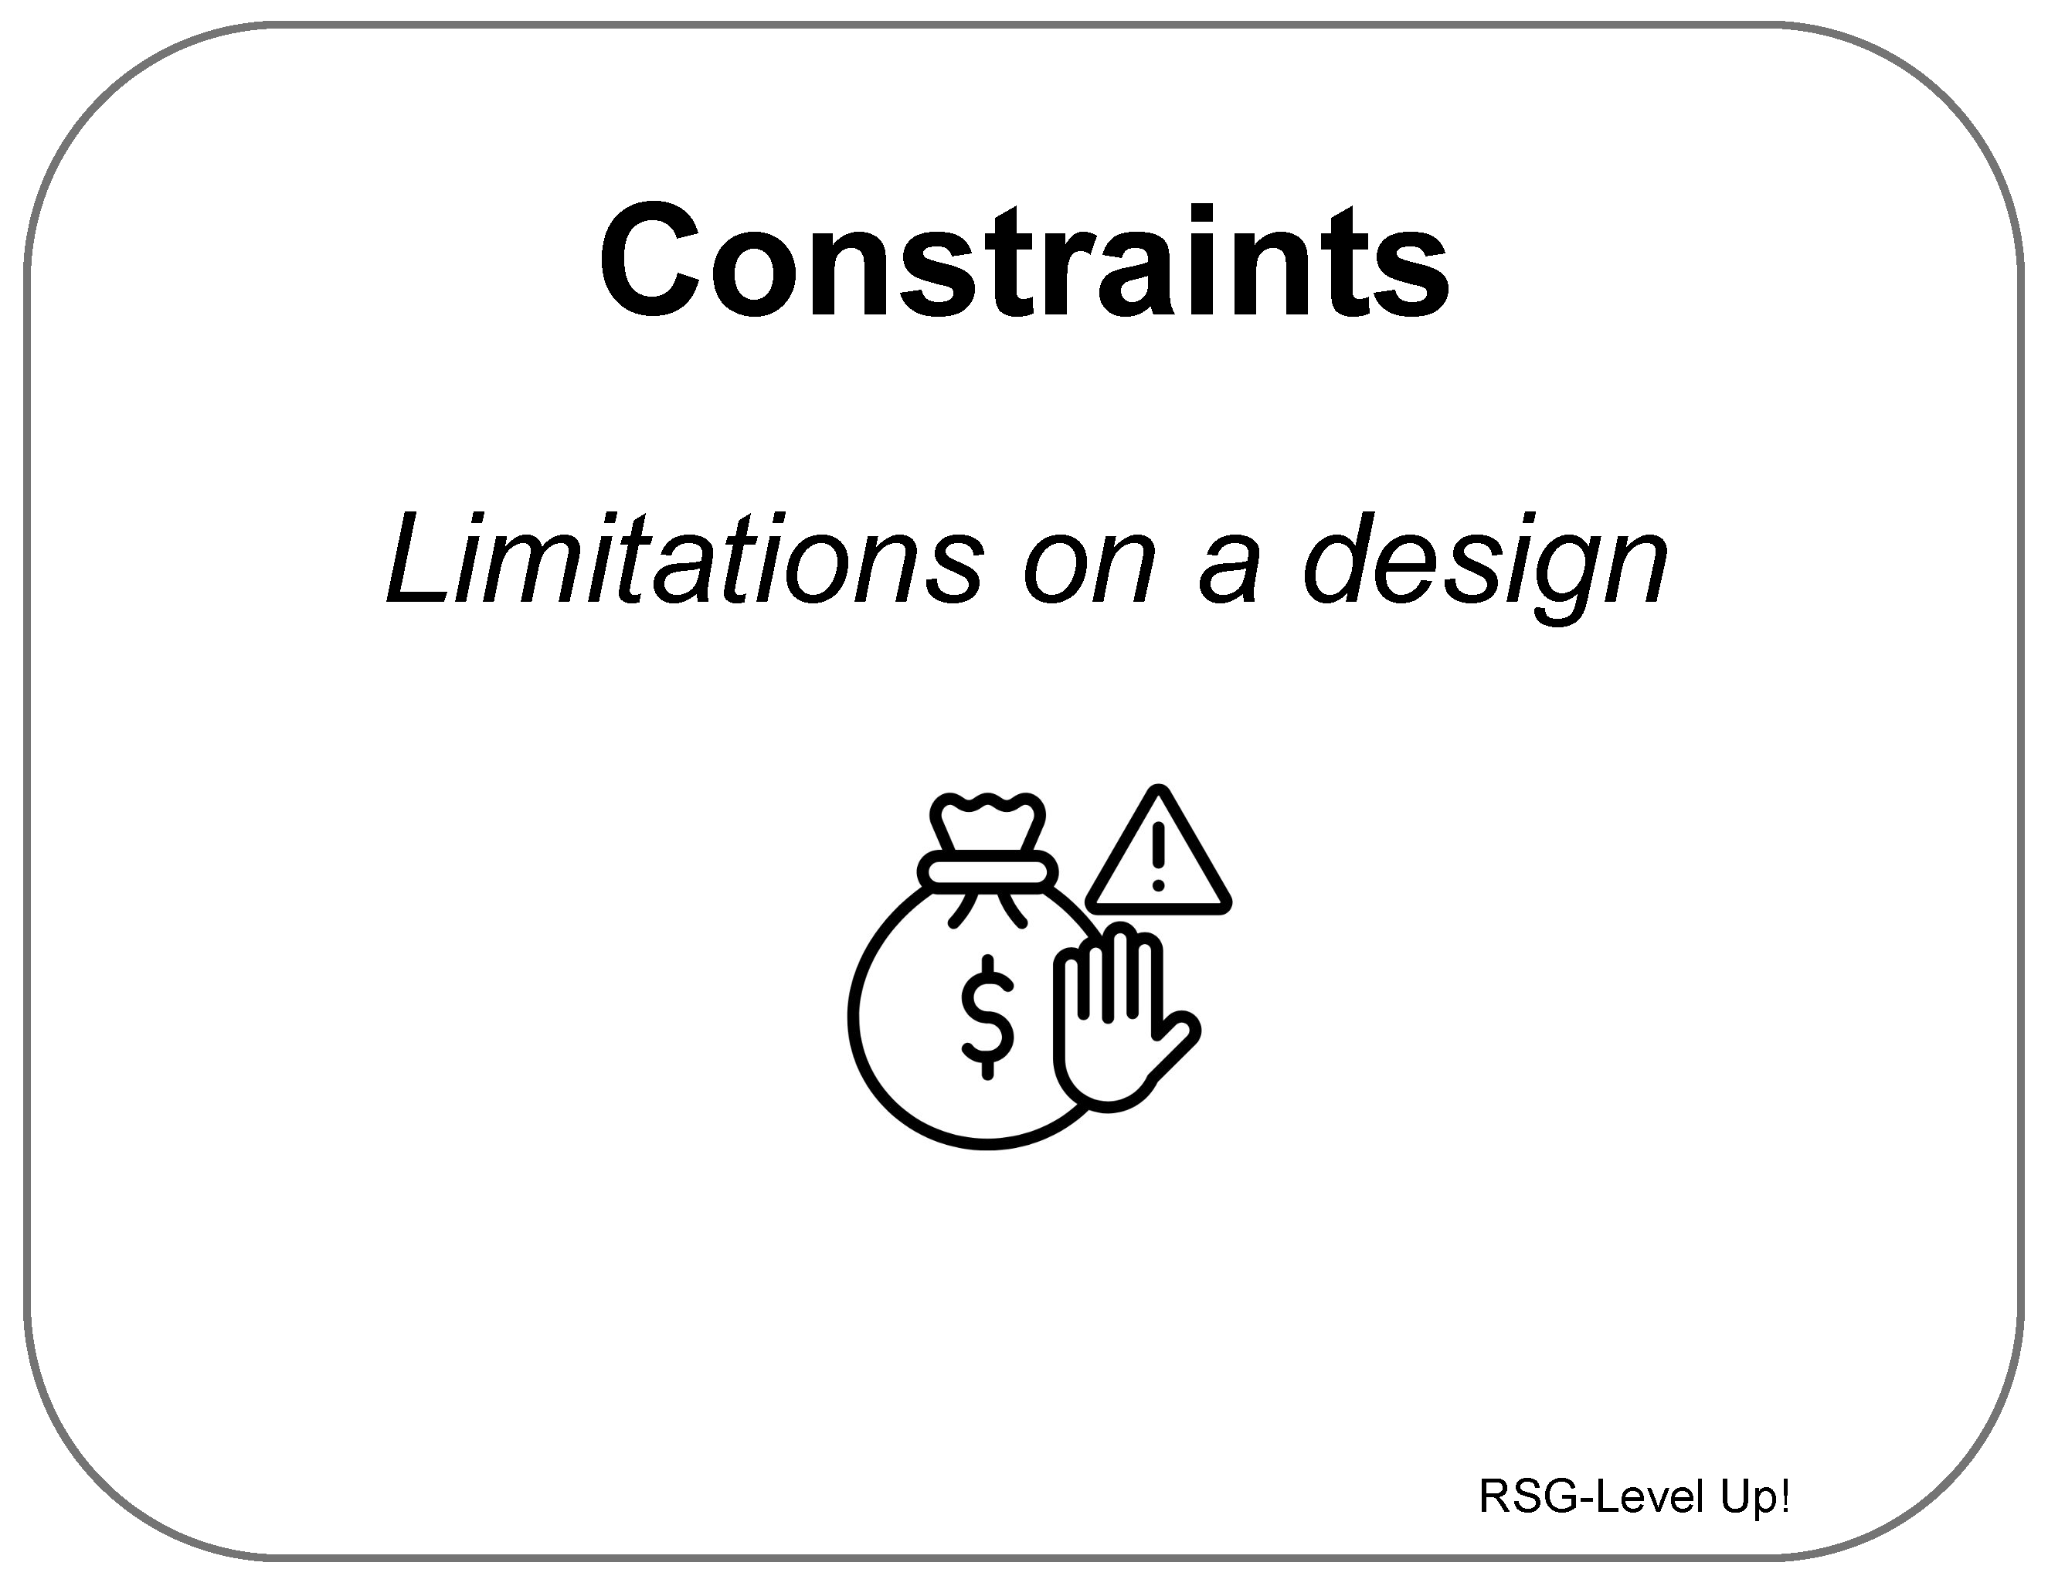 Constraints
Limitations on a design
$
!
RSG-Level Up!